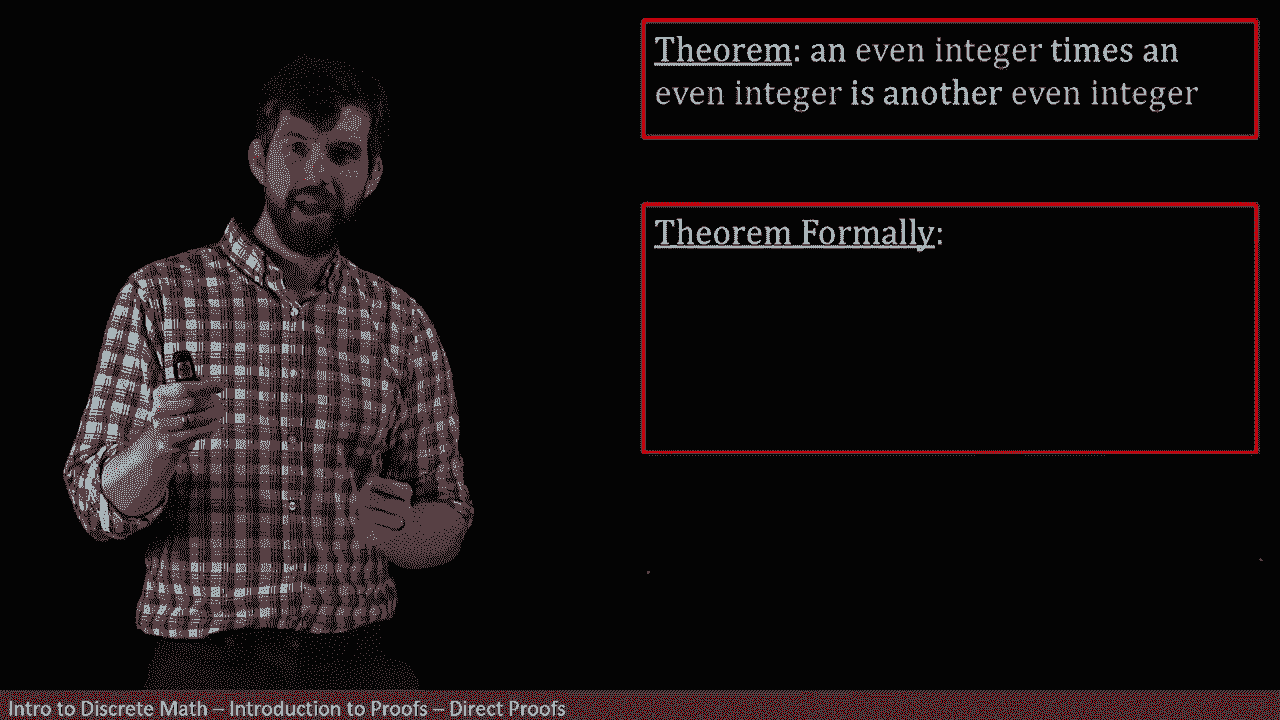 Theorem: an even integer times an
even integer is another even integer
Theorem Formally:
Intro to Discrete Math – Introduction to Proofs – Direct Proofs